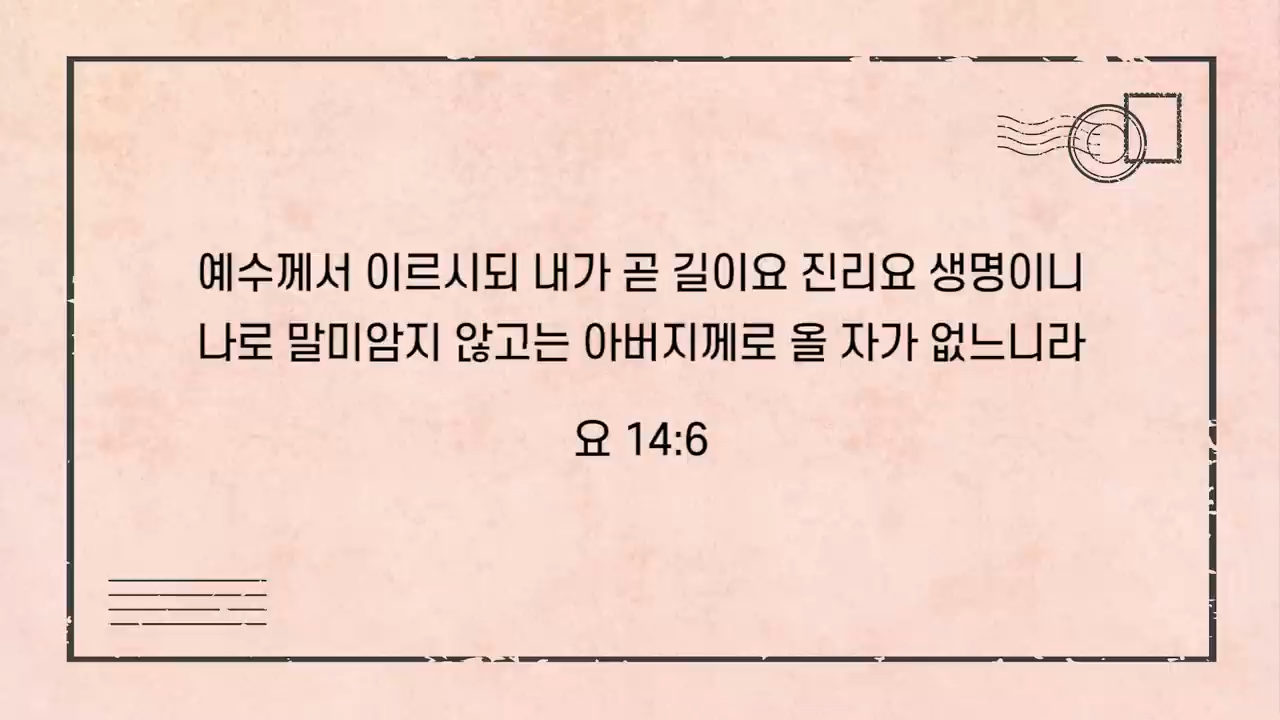 예수께서 이르시되 내가 곧 길이요 진리요 생명이니
나로 말미암지 않고는 아버지께로 올 자가 없느니라
요 14:6